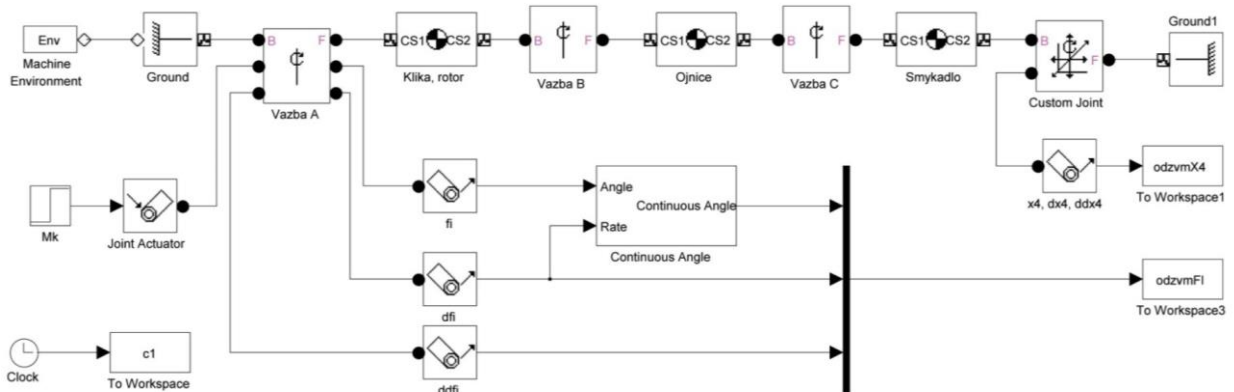 Env
Machine
Environment
Ground
B
F
Vazba A
CS1 CS2
Klika, rotor
B
F
Vazba B
CS1 CS2
Ojnice
B
F
Vazba C
CS1 CS2
Smykadlo
B
F
Custom Joint
Ground1
Mk
Joint Actuator
fi
Angle
Rate
Continuous Angle
Continuous Angle
x4, dx4, ddx4
odzvmX4
To Workspace1
dfi
odzvmFI
To Workspace3
Clock
c1
To Workspace
ddfi